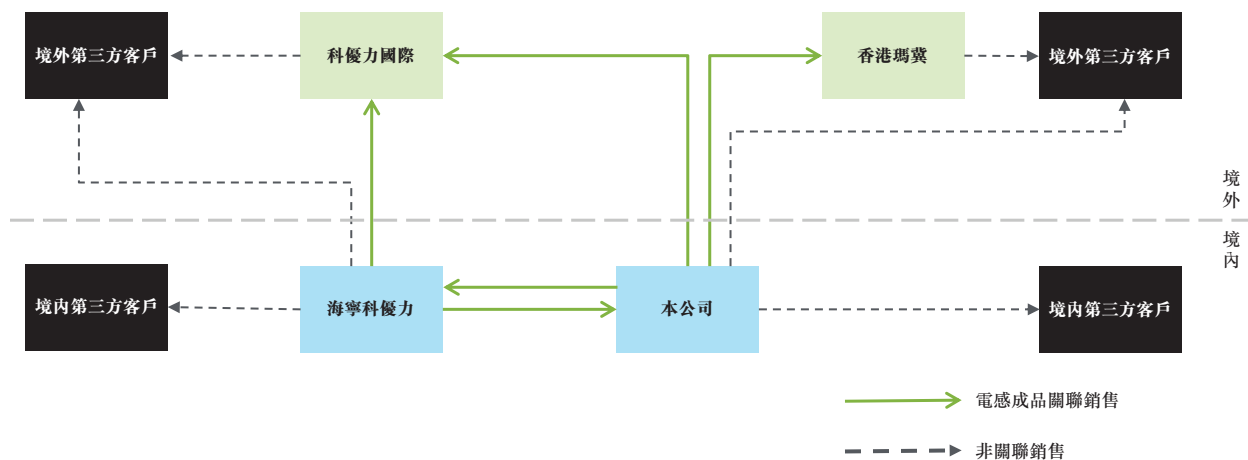 境外第三方客戶
科優力國際
香港瑪冀
境外第三方客戶
境外
境內
境内第三方客戶
海寧科優力
本公司
境内第三方客戶
電感成品關聯銷售
非關聯銷售